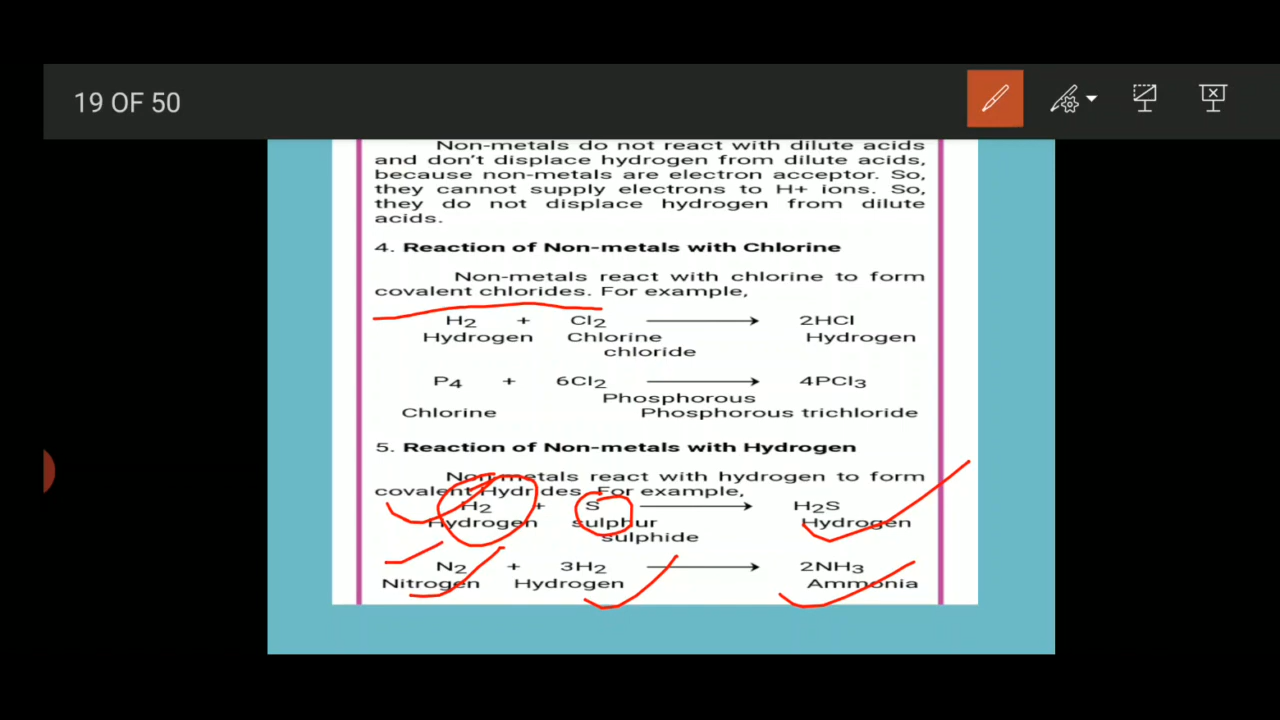 19 OF 50
Non-metals do not react with dilute acids
and don't displace hydrogen from dilute acids,
because non-metals are electron acceptor. So,
they cannot supply electrons to H+ ions. So,
they do not displace hydrogen from dilute
acids.
4. Reaction of Non-metals with Chlorine
Non-metals react with chlorine to form
covalent chlorides. For example,
H2 + Cl2 ⟶ 2HCl
Hydrogen Chlorine Hydrogen
chloride
P4 + 6Cl2 ⟶ 4PCl3
Phosphorous
Chlorine Phosphorous trichloride
5. Reaction of Non-metals with Hydrogen
Non-metals react with hydrogen to form
covalent Hydrides. For example,
H2 + S ⟶ H2S
Hydrogen sulphur Hydrogen
sulphide
N2 + 3H2 ⟶ 2NH3
Nitrogen Hydrogen Ammonia